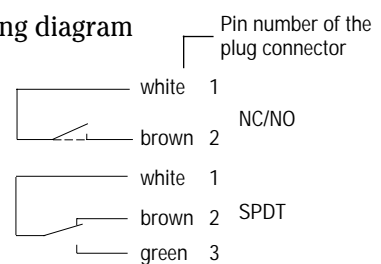 ng diagram
Pin number of the
plug connector
white 1
NC/NO
brown 2
white 1
brown 2 SPDT
green 3